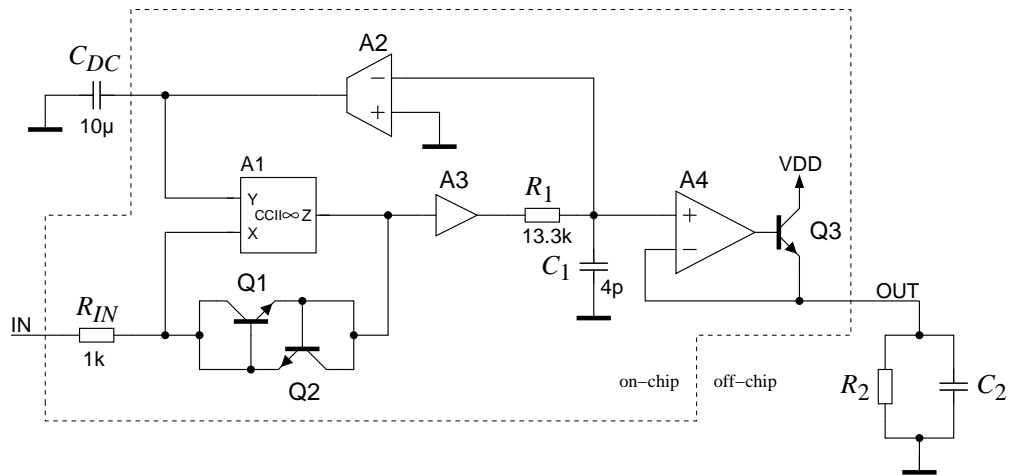 A2
C_DC
10µ
−
+
A1
Y
CCII∞ Z
X
A3
R_1
13.3k
C_1
4p
A4
+
−
VDD
Q3
OUT
IN
R_IN
1k
Q1
Q2
on−chip
off−chip
R_2
C_2